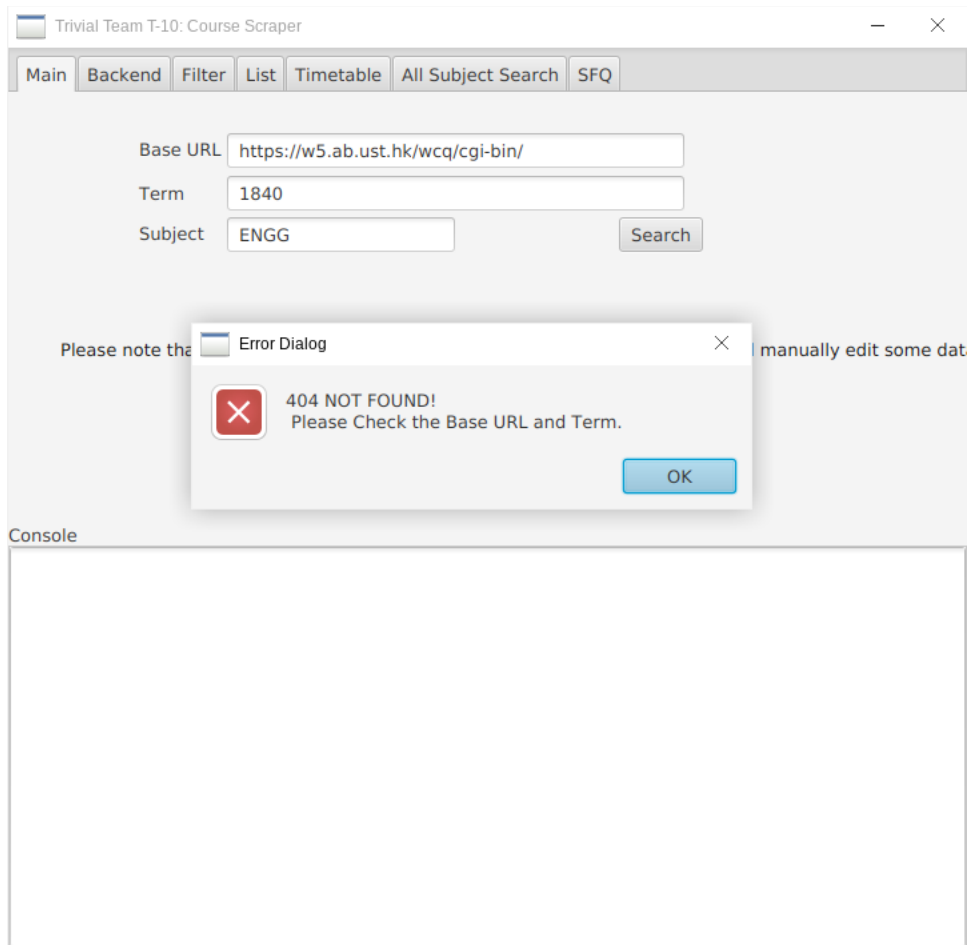 Trivial Team T-10: Course Scraper
Main Backend Filter List Timetable All Subject Search SFQ
Base URL https://w5.ab.ust.hk/wcq/cgi-bin/
Term 1840
Subject ENGG Search
Please note manually edit some
Error Dialog
404 NOT FOUND!
Please Check the Base URL and Term.
OK
Console